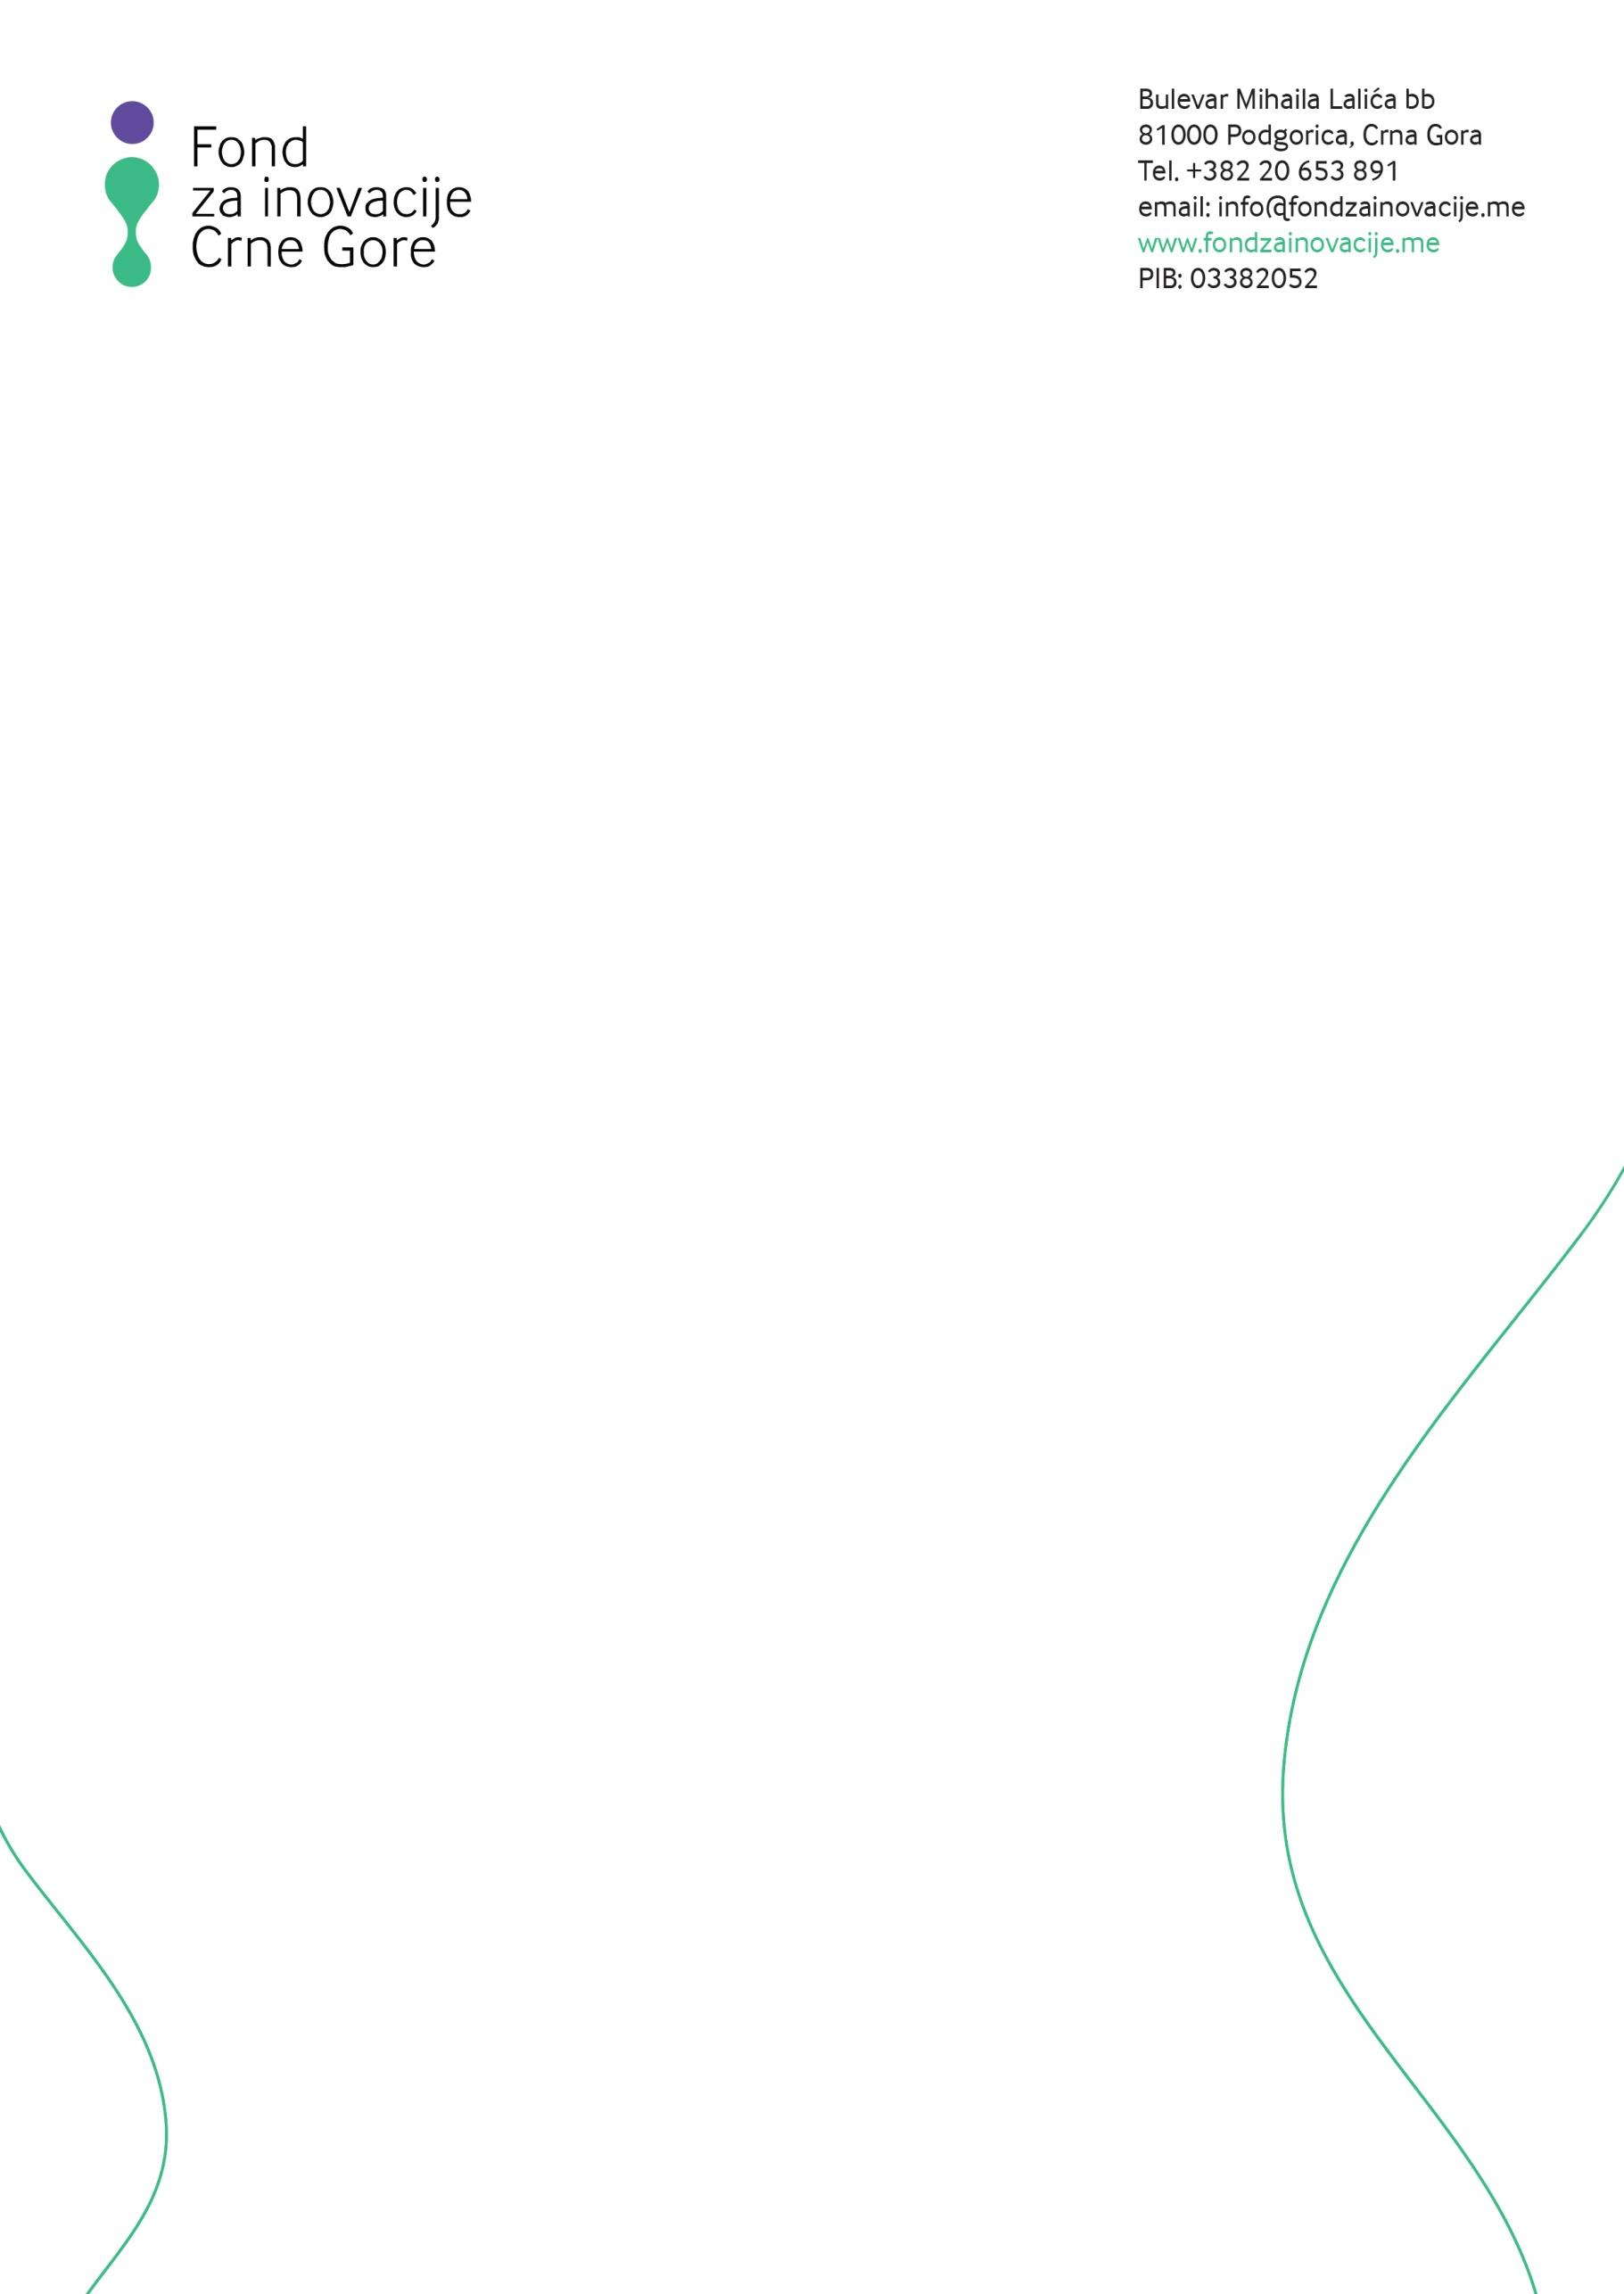 Fond
za inovacije
Crne Gore
Bulevar Mihaila Lalića bb
81000 Podgorica, Crna Gora
Tel. +382 20 653 891
email: info@fondzainovacije.me
www.fondzainovacije.me
PIB: 03382052